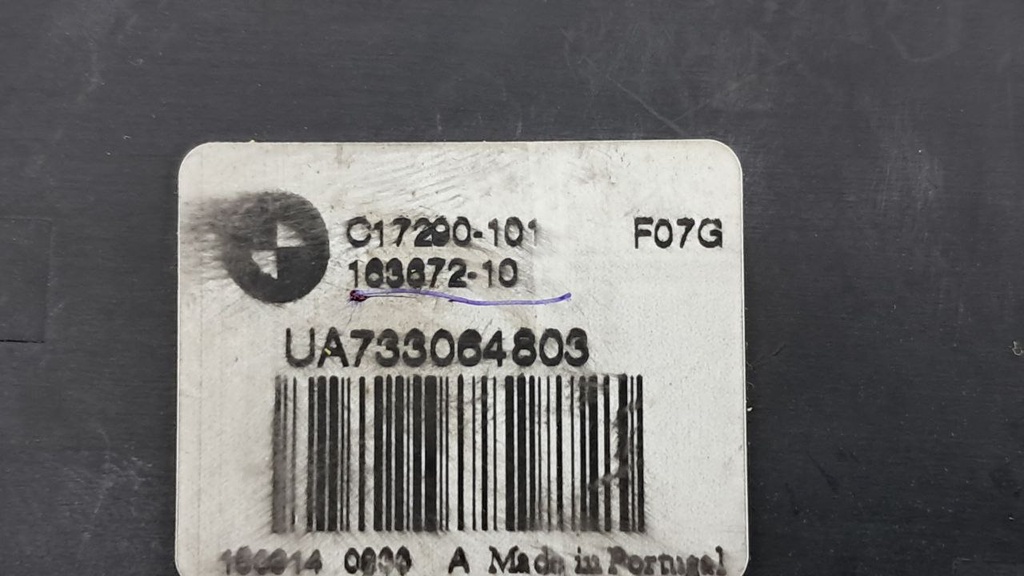 C17290-101 F07G
163672-10
UA733064803
A Made in Portugal